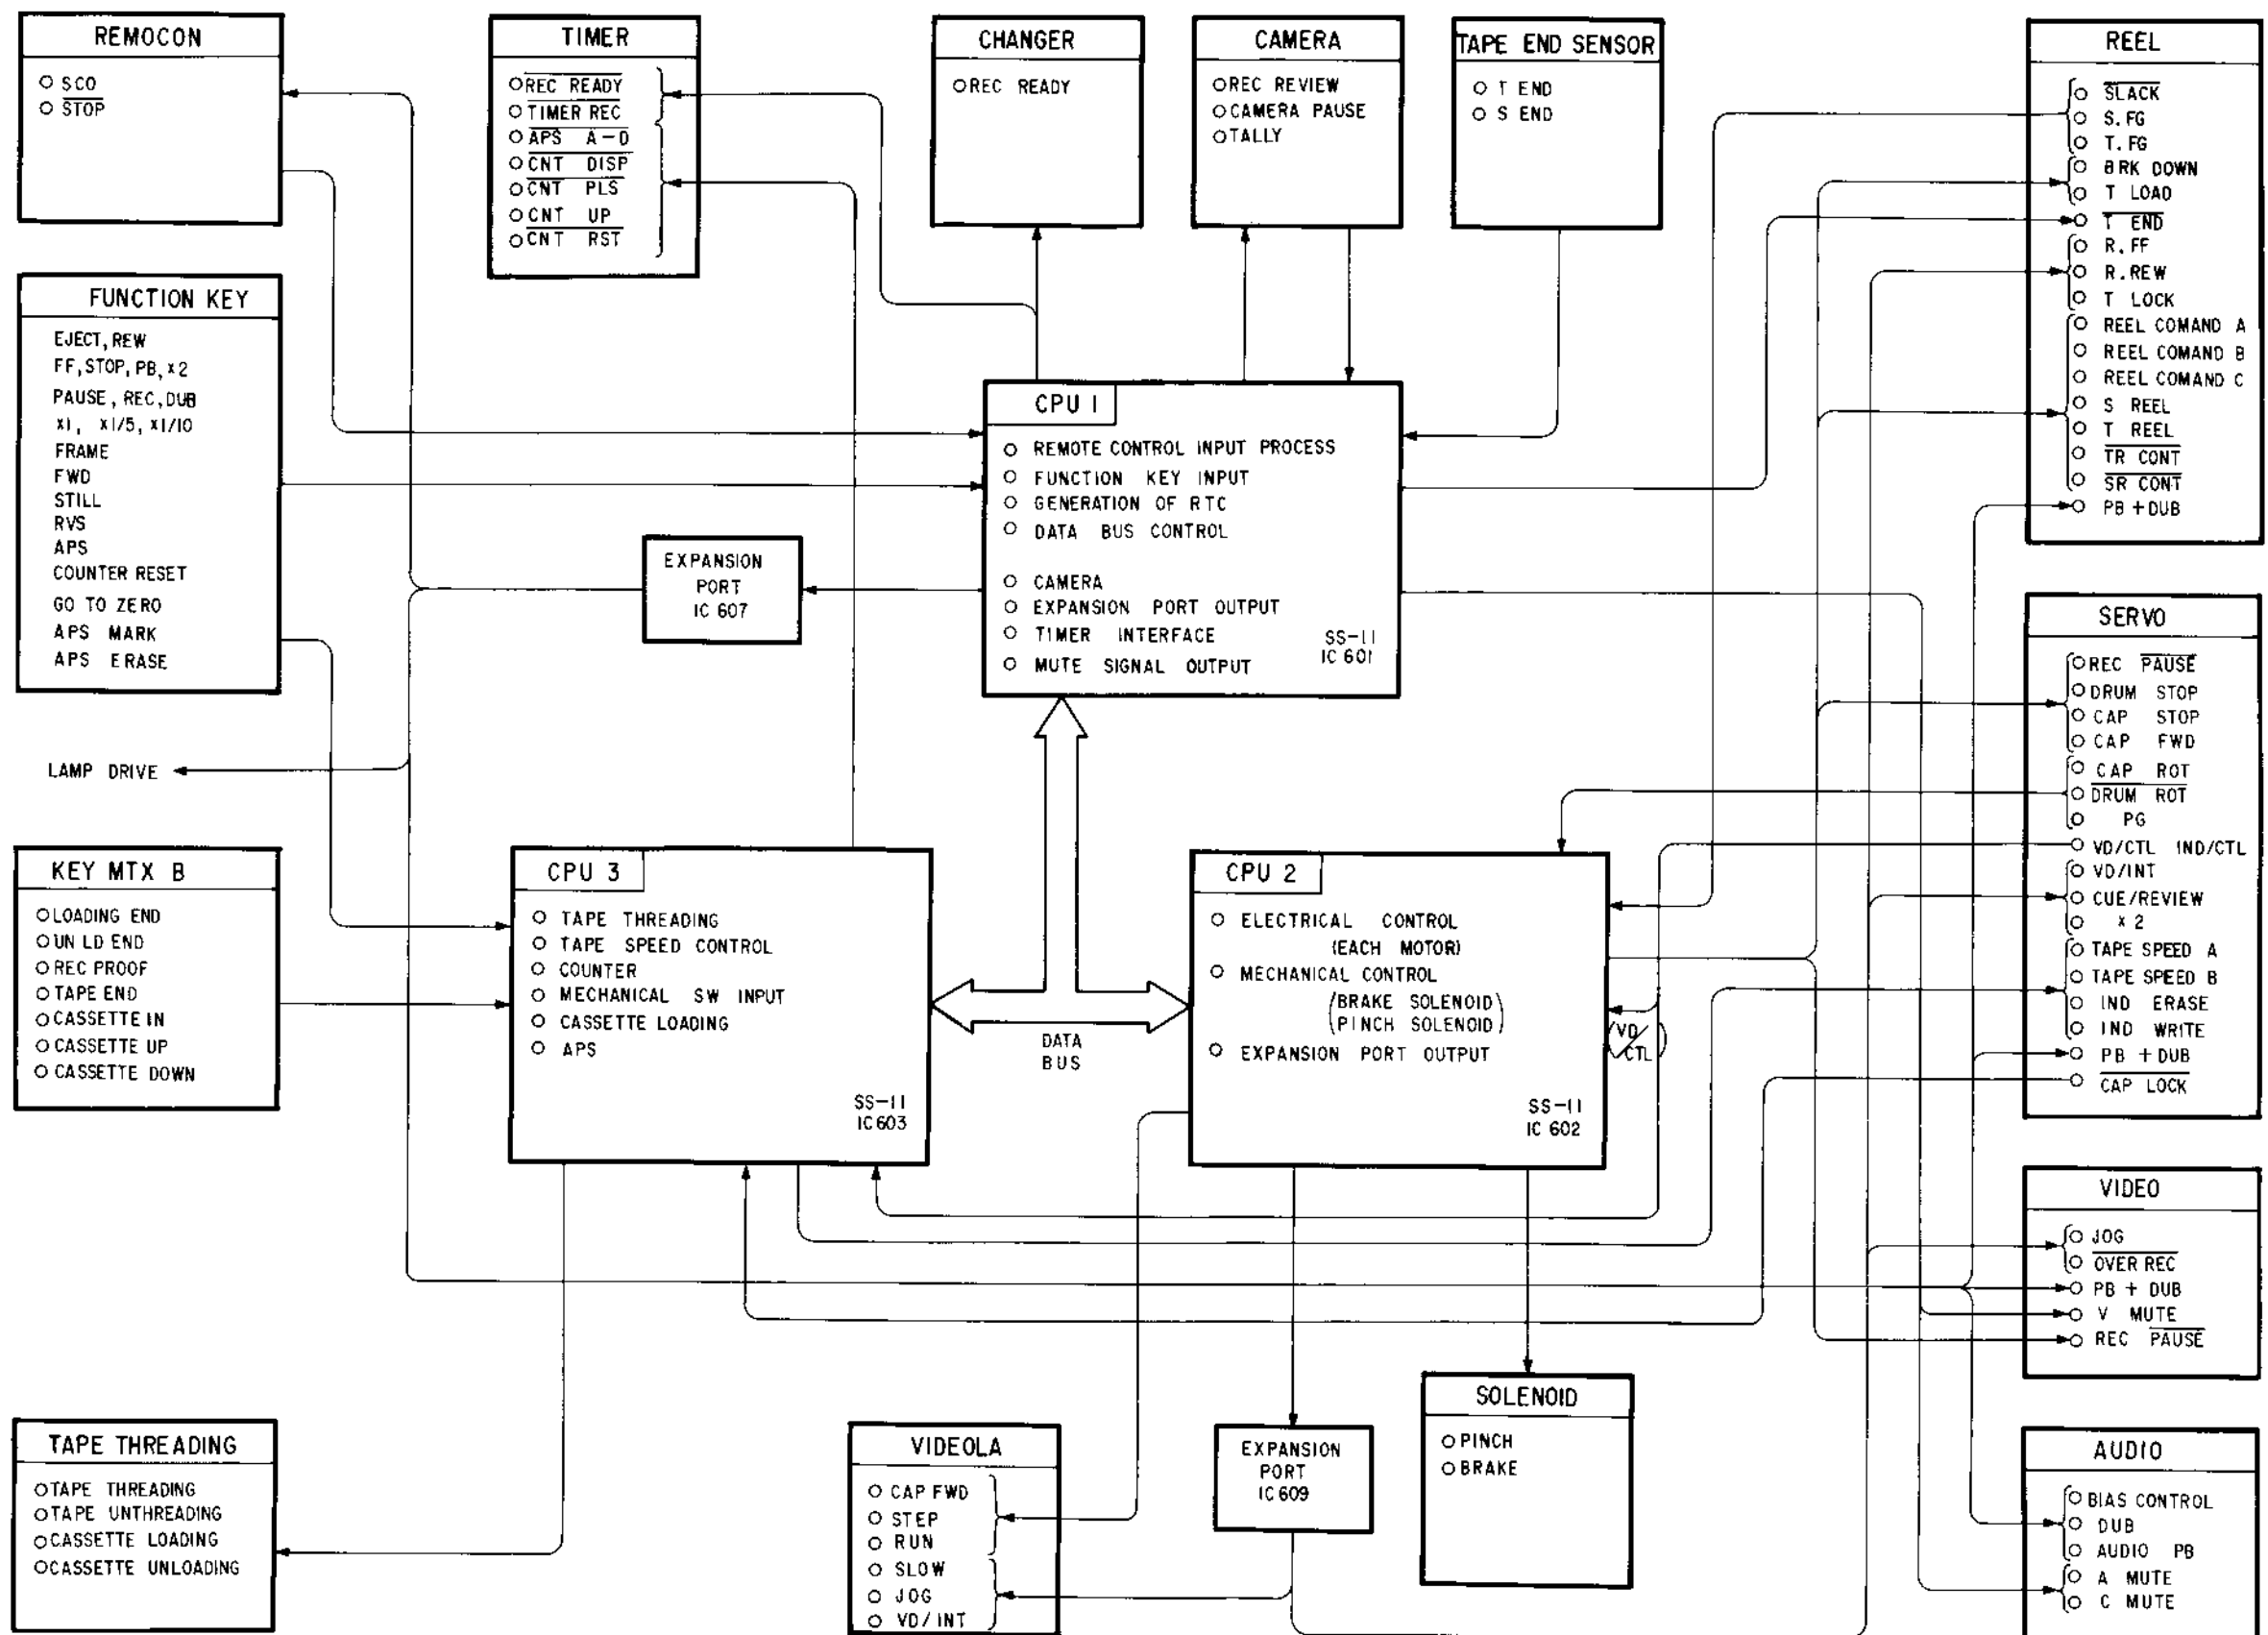 REMOCON
SCO
STOP
TIMER
REC READY
TIMER REC
APS A-D
CNT DISP
CNT PLS
CNT UP
CNT RST
CHANGER
REC READY
CAMERA
REC REVIEW
CAMERA PAUSE
TALLY
TAPE END SENSOR
T END
S END
REEL
SLACK
S.FG
T.FG
BRK DOWN
T LOAD
T END
R.FF
R.REW
T LOCK
REEL COMAND A
REEL COMAND B
REEL COMAND C
S REEL
T REEL
TR CONT
SR CONT
PB +DUB
FUNCTION KEY
EJECT, REW
FF, STOP, PB, x2
PAUSE, REC, DUB
x1, x1/5, x1/10
FRAME
FWD
STILL
RVS
APS
COUNTER RESET
GO TO ZERO
APS MARK
APS ERASE
EXPANSION
PORT
IC 607
CPU 1
REMOTE CONTROL INPUT PROCESS
FUNCTION KEY INPUT
GENERATION OF RTC
DATA BUS CONTROL
CAMERA
EXPANSION PORT OUTPUT
TIMER INTERFACE
MUTE SIGNAL OUTPUT
SS-11
IC 601
SERVO
REC PAUSE
DRUM STOP
CAP STOP
CAP FWD
CAP ROT
DRUM ROT
PG
VD/CTL IND/CTL
VD/INT
CUE/REVIEW
x 2
TAPE SPEED A
TAPE SPEED B
IND ERASE
IND WRITE
PB +DUB
CAP LOCK
LAMP DRIVE
KEY MTX B
LOADING END
UN LD END
REC PROOF
TAPE END
CASSETTE IN
CASSETTE UP
CASSETTE DOWN
CPU 3
TAPE THREADING
TAPE SPEED CONTROL
COUNTER
MECHANICAL SW INPUT
CASSETTE LOADING
APS
SS-11
IC 603
DATA
BUS
CPU 2
ELECTRICAL CONTROL
(EACH MOTOR)
MECHANICAL CONTROL
(BRAKE SOLENOID)
(PINCH SOLENOID)
EXPANSION PORT OUTPUT
SS-11
IC 602
(VD/
CTL)
VIDEO
JOG
OVER REC
PB + DUB
V MUTE
REC PAUSE
TAPE THREADING
TAPE THREADING
TAPE UNTHREADING
CASSETTE LOADING
CASSETTE UNLOADING
VIDEOLA
CAP FWD
STEP
RUN
SLOW
JOG
VD/INT
EXPANSION
PORT
IC 609
SOLENOID
PINCH
BRAKE
AUDIO
BIAS CONTROL
DUB
AUDIO PB
A MUTE
C MUTE